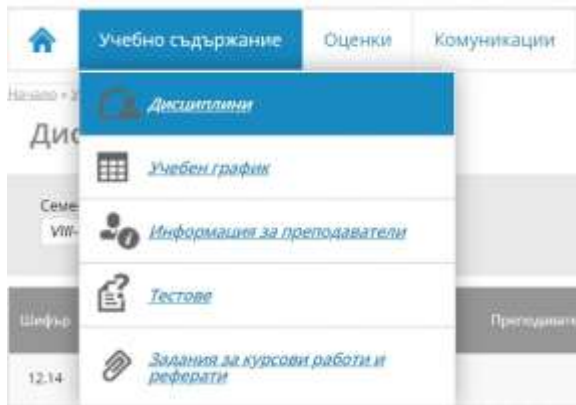 Учебно съдържание Оценки Комуникации
Начало »
Дисциплини
Дис
Учебен график
Семе
VIII-
Информация за преподаватели
Тестове
Шифър Преподавате
Задания за курсови работи и
реферати
12.14